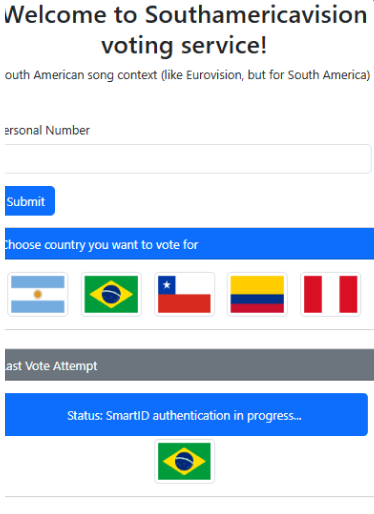 Welcome to Southamericavision
voting service!
outh American song context (like Eurovision, but for South America)
ersonal Number
Submit
Choose country you want to vote for
ast Vote Attempt
Status: SmartID authentication in progress...